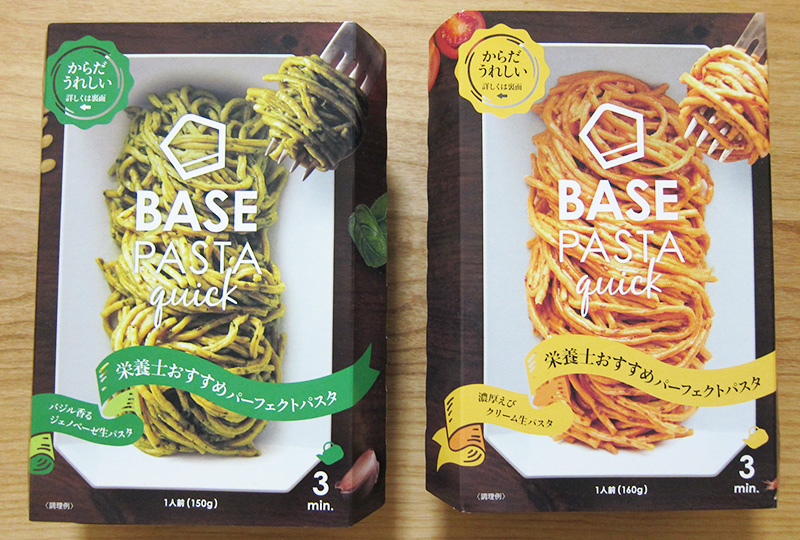 からだ
うれしい
詳しくは裏面
BASE
PASTA
quick
栄養士おすすめパーフェクトパスタ
バジル香る
ジェノベーゼ生パスタ
3
min.
1人前（150g）
〈調理例〉
からだ
うれしい
詳しくは裏面
BASE
PASTA
quick
栄養士おすすめパーフェクトパスタ
濃厚えび
クリーム生パスタ
3
min.
1人前（160g）
〈調理例〉